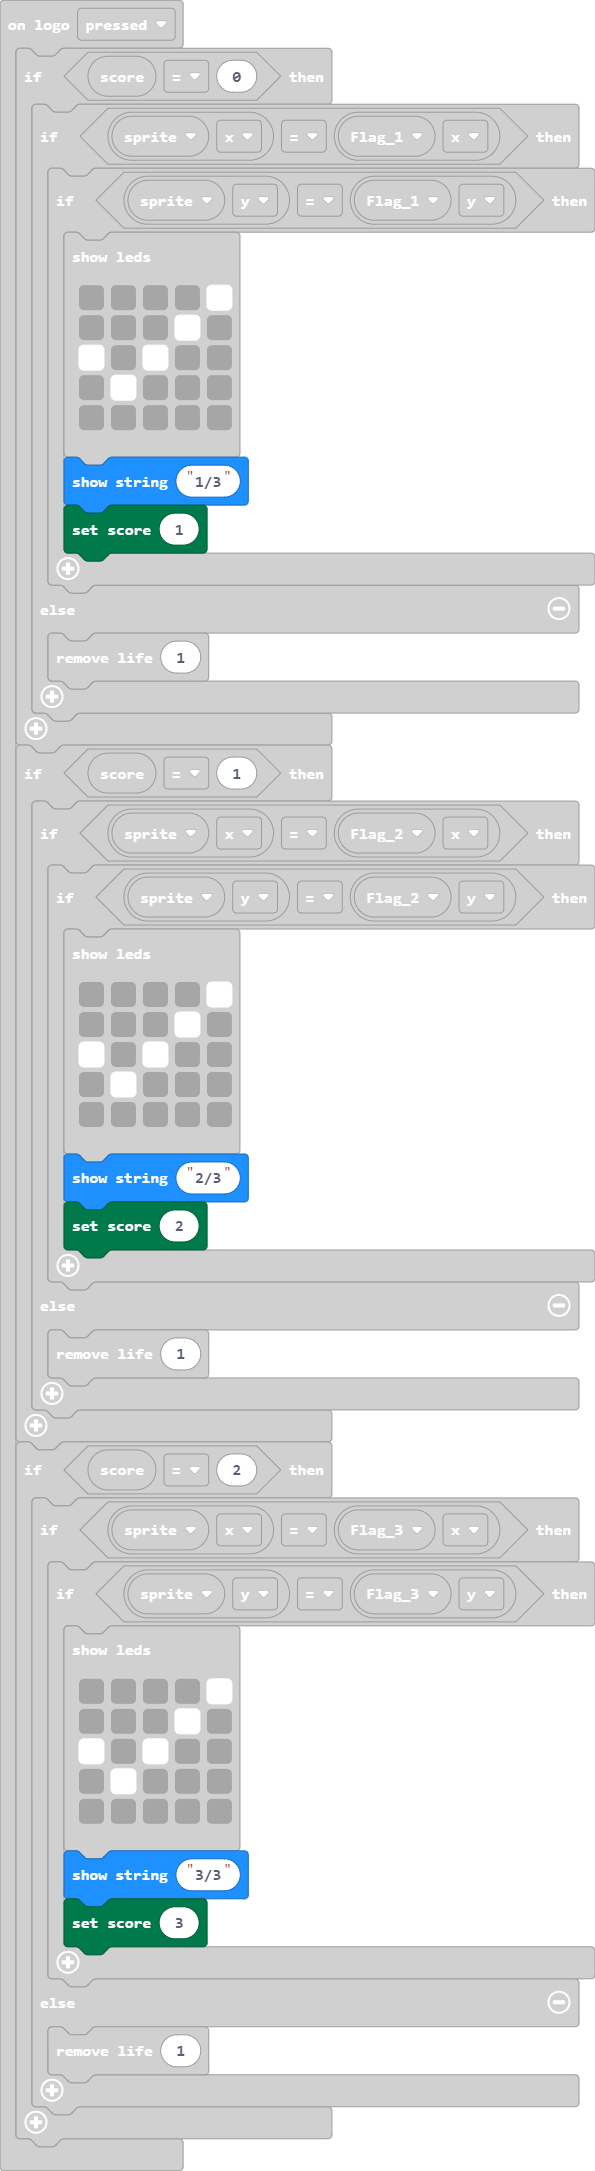 on logo pressed
if score = 0 then
if sprite x = Flag_1 x then
if sprite y = Flag_1 y then
show leds
show string "1/3"
set score 1
else
remove life 1
if score = 1 then
if sprite x = Flag_2 x then
if sprite y = Flag_2 y then
show leds
show string "2/3"
set score 2
else
remove life 1
if score = 2 then
if sprite x = Flag_3 x then
if sprite y = Flag_3 y then
show leds
show string "3/3"
set score 3
else
remove life 1